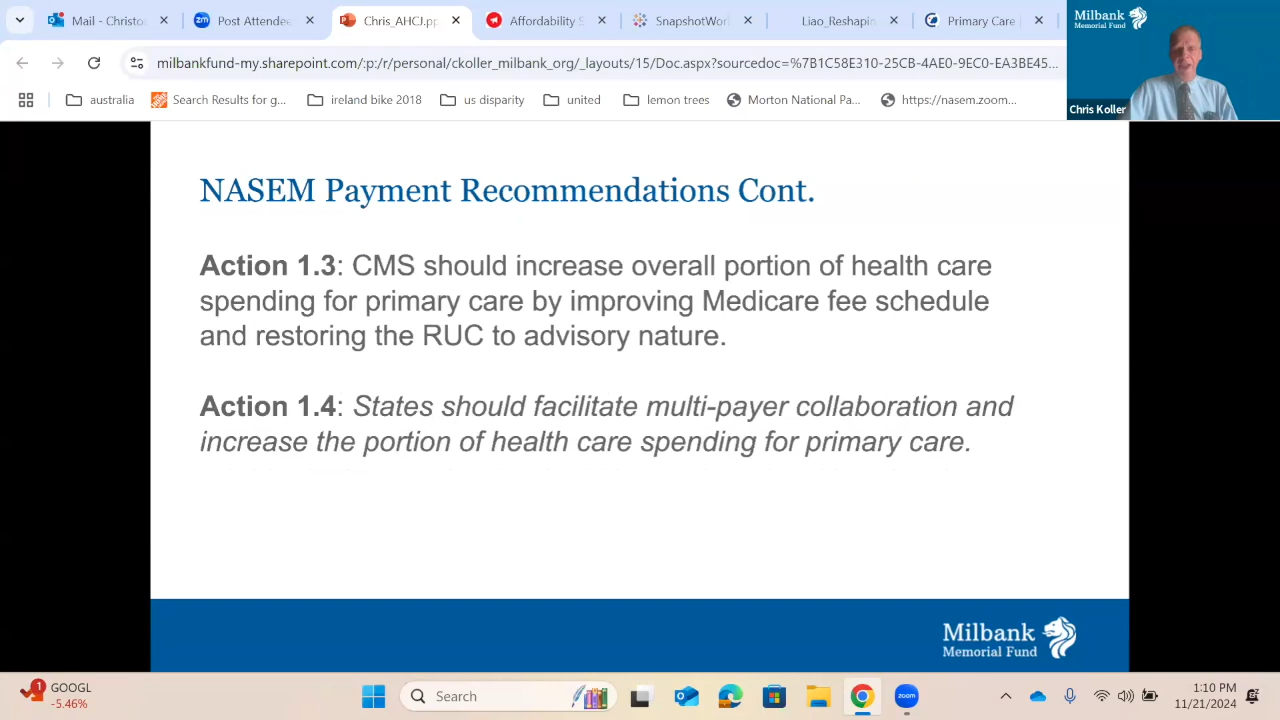 Mail - Christo
Post Attende
Chris_AHCJ.pp
Affordability S
SnapshotWor
Liao_Reshapin
Primary Care
milbankfund-my.sharepoint.com/:p:/r/personal/ckoller_milbank_org/_layouts/15/Doc.aspx?sourcedoc=%7B1C58E310-25CB-4AE0-9EC0-EA3BE45...
australia
Search Results for g...
ireland bike 2018
us disparity
united
lemon trees
Morton National Pa...
https://nasem.zoom...
Milbank
Memorial Fund
Chris Koller
NASEM Payment Recommendations Cont.
Action 1.3: CMS should increase overall portion of health care
spending for primary care by improving Medicare fee schedule
and restoring the RUC to advisory nature.
Action 1.4: States should facilitate multi-payer collaboration and
increase the portion of health care spending for primary care.
Milbank
Memorial Fund
1
GOOGL
-5.46%
Search
zoom
1:10 PM
11/21/2024